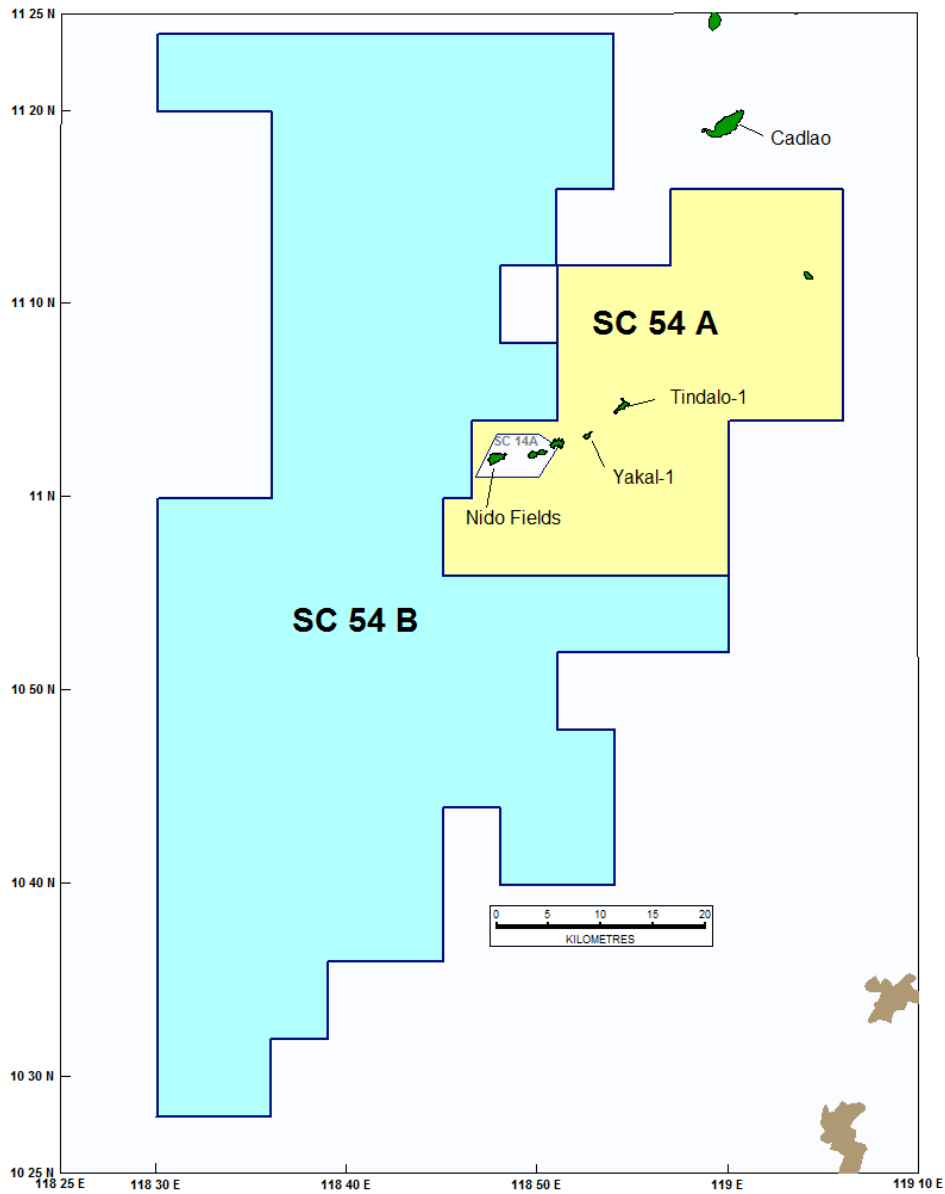 11 25 N
11 20 N
Cadlao
11 10 N
SC 54 A
Tindalo-1
SC 14A
Yakal-1
11 N
Nido Fields
SC 54 B
10 50 N
10 40 N
0 5 10 15 20
KILOMETRES
10 30 N
10 25 N
118 25 E 118 30 E 118 40 E 118 50 E 119 E 119 10 E